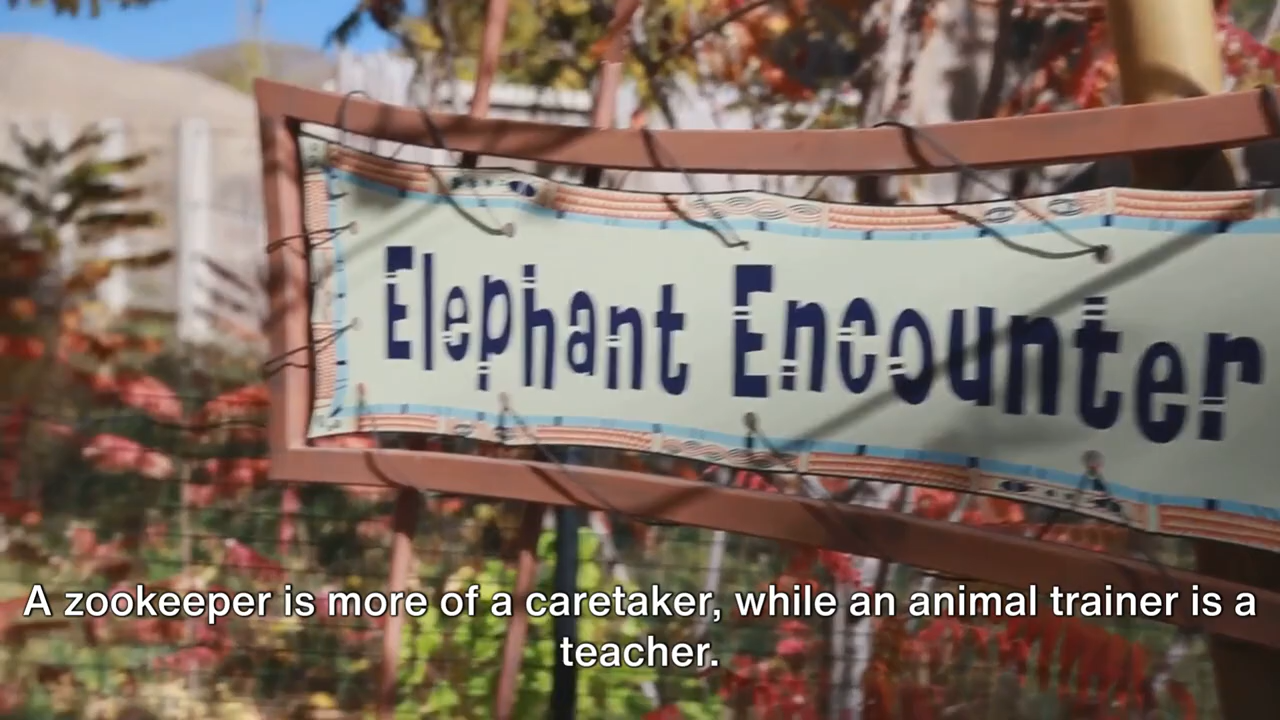 Elephant Encounter
A zookeeper is more of a caretaker, while an animal trainer is a
teacher.